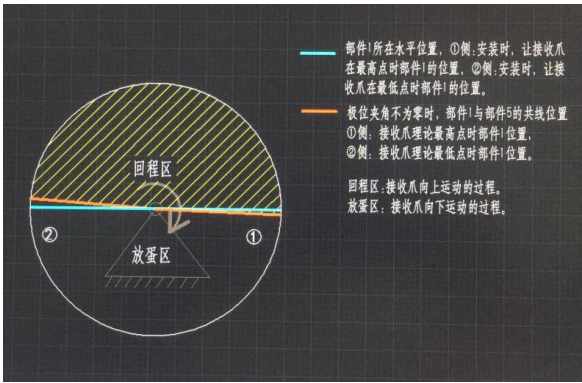 部件1所在水平位置,①侧:安装时,让接收爪
在最高点时部件1的位置,②侧:安装时,让接
收爪在最低点时部件1的位置。
极位夹角不为零时,部件1与部件5的共线位置
①侧:接收爪理论最高点时部件1位置,
②侧:接收爪理论最低点时部件1位置。
回程区:接收爪向上运动的过程。
放蛋区:接收爪向下运动的过程。
回程区
②
①
放蛋区